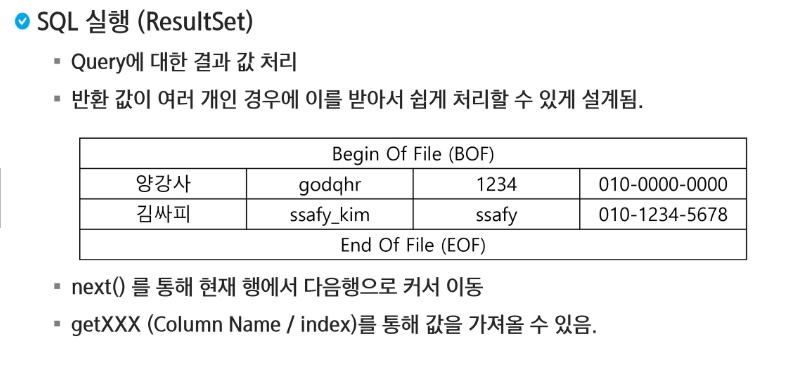 SQL 실행 (ResultSet)
Query에 대한 결과 값 처리
반환 값이 여러 개인 경우에 이를 받아서 쉽게 처리할 수 있게 설계됨.
Begin Of File (BOF)
양강사 godqhr 1234 010-0000-0000
김싸피 ssafy_kim ssafy 010-1234-5678
End Of File (EOF)
next() 를 통해 현재 행에서 다음행으로 커서 이동
getXXX (Column Name / index)를 통해 값을 가져올 수 있음.